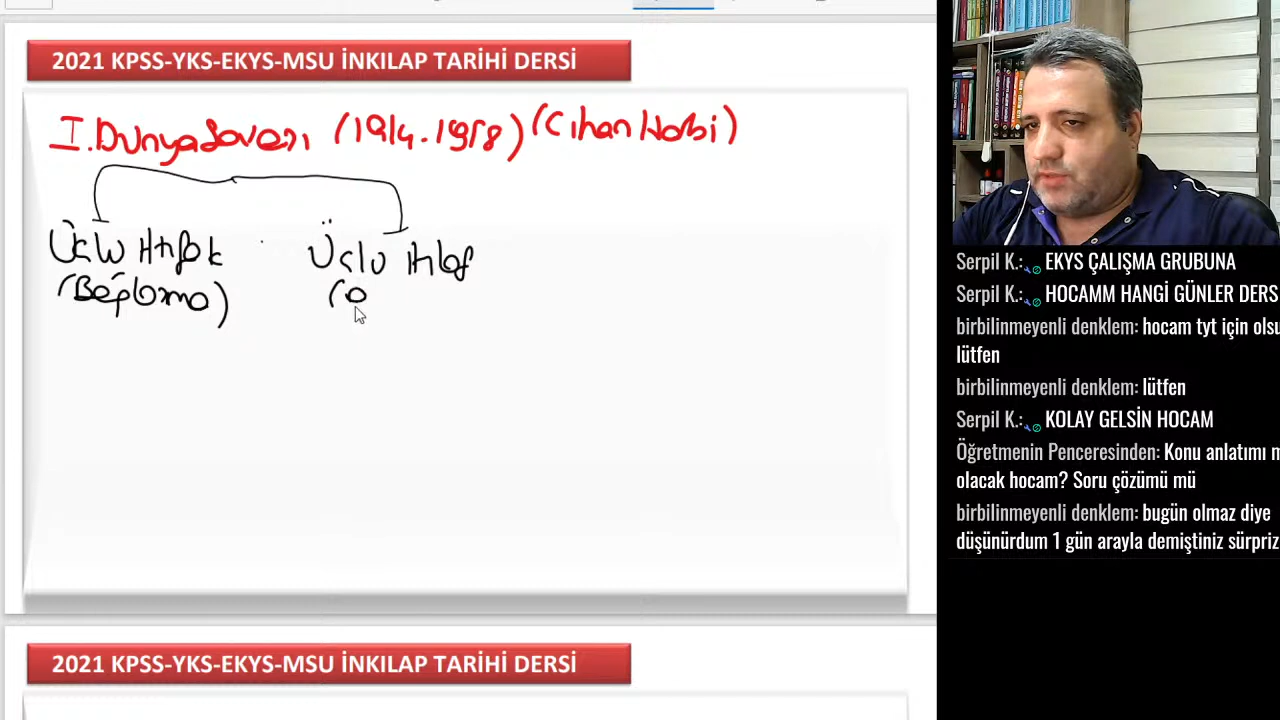 2021 KPSS-YKS-EKYS-MSU İNKILAP TARİHİ DERSİ
I. Dünya Savaşı (1914-1918) (Cihan Harbi)
Üçlü İttifak
Üçlü itilaf
(Bağlaşma)
(a
Serpil K.: EKYS ÇALIŞMA GRUBUNA
Serpil K.: HOCAMM HANGİ GÜNLER DERS
birbilinmeyenli denklem: hocam tyt için olsu
lütfen
birbilinmeyenli denklem: lütfen
Serpil K.: KOLAY GELSİN HOCAM
Öğretmenin Penceresinden: Konu anlatımı m
olacak hocam? Soru çözümü mü
birbilinmeyenli denklem: bugün olmaz diye
düşünürdum 1 gün arayla demiştiniz sürpriz
2021 KPSS-YKS-EKYS-MSU İNKILAP TARİHİ DERSİ